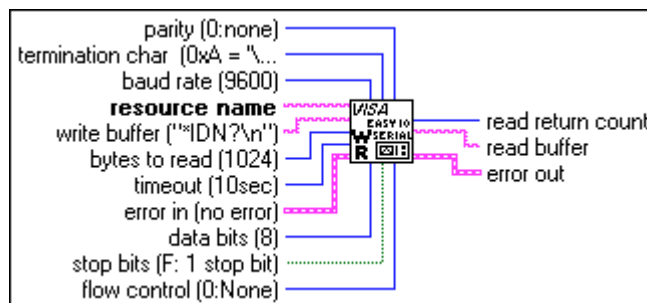 parity (0:none)
termination char (0xA = "\...
baud rate (9600)
resource name
write buffer ("*IDN?\n")
bytes to read (1024)
timeout (10sec)
error in (no error)
data bits (8)
stop bits (F: 1 stop bit)
flow control (0:None)
VISA
EASY IO
W SERIAL
R
read return count
read buffer
error out